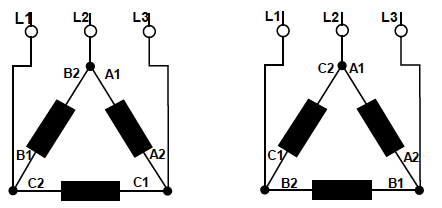 L1 L2 L3 L1 L2 L3
B2 A1 C2 A1
B1 A2 C1 A2
C2 C1 B2 B1